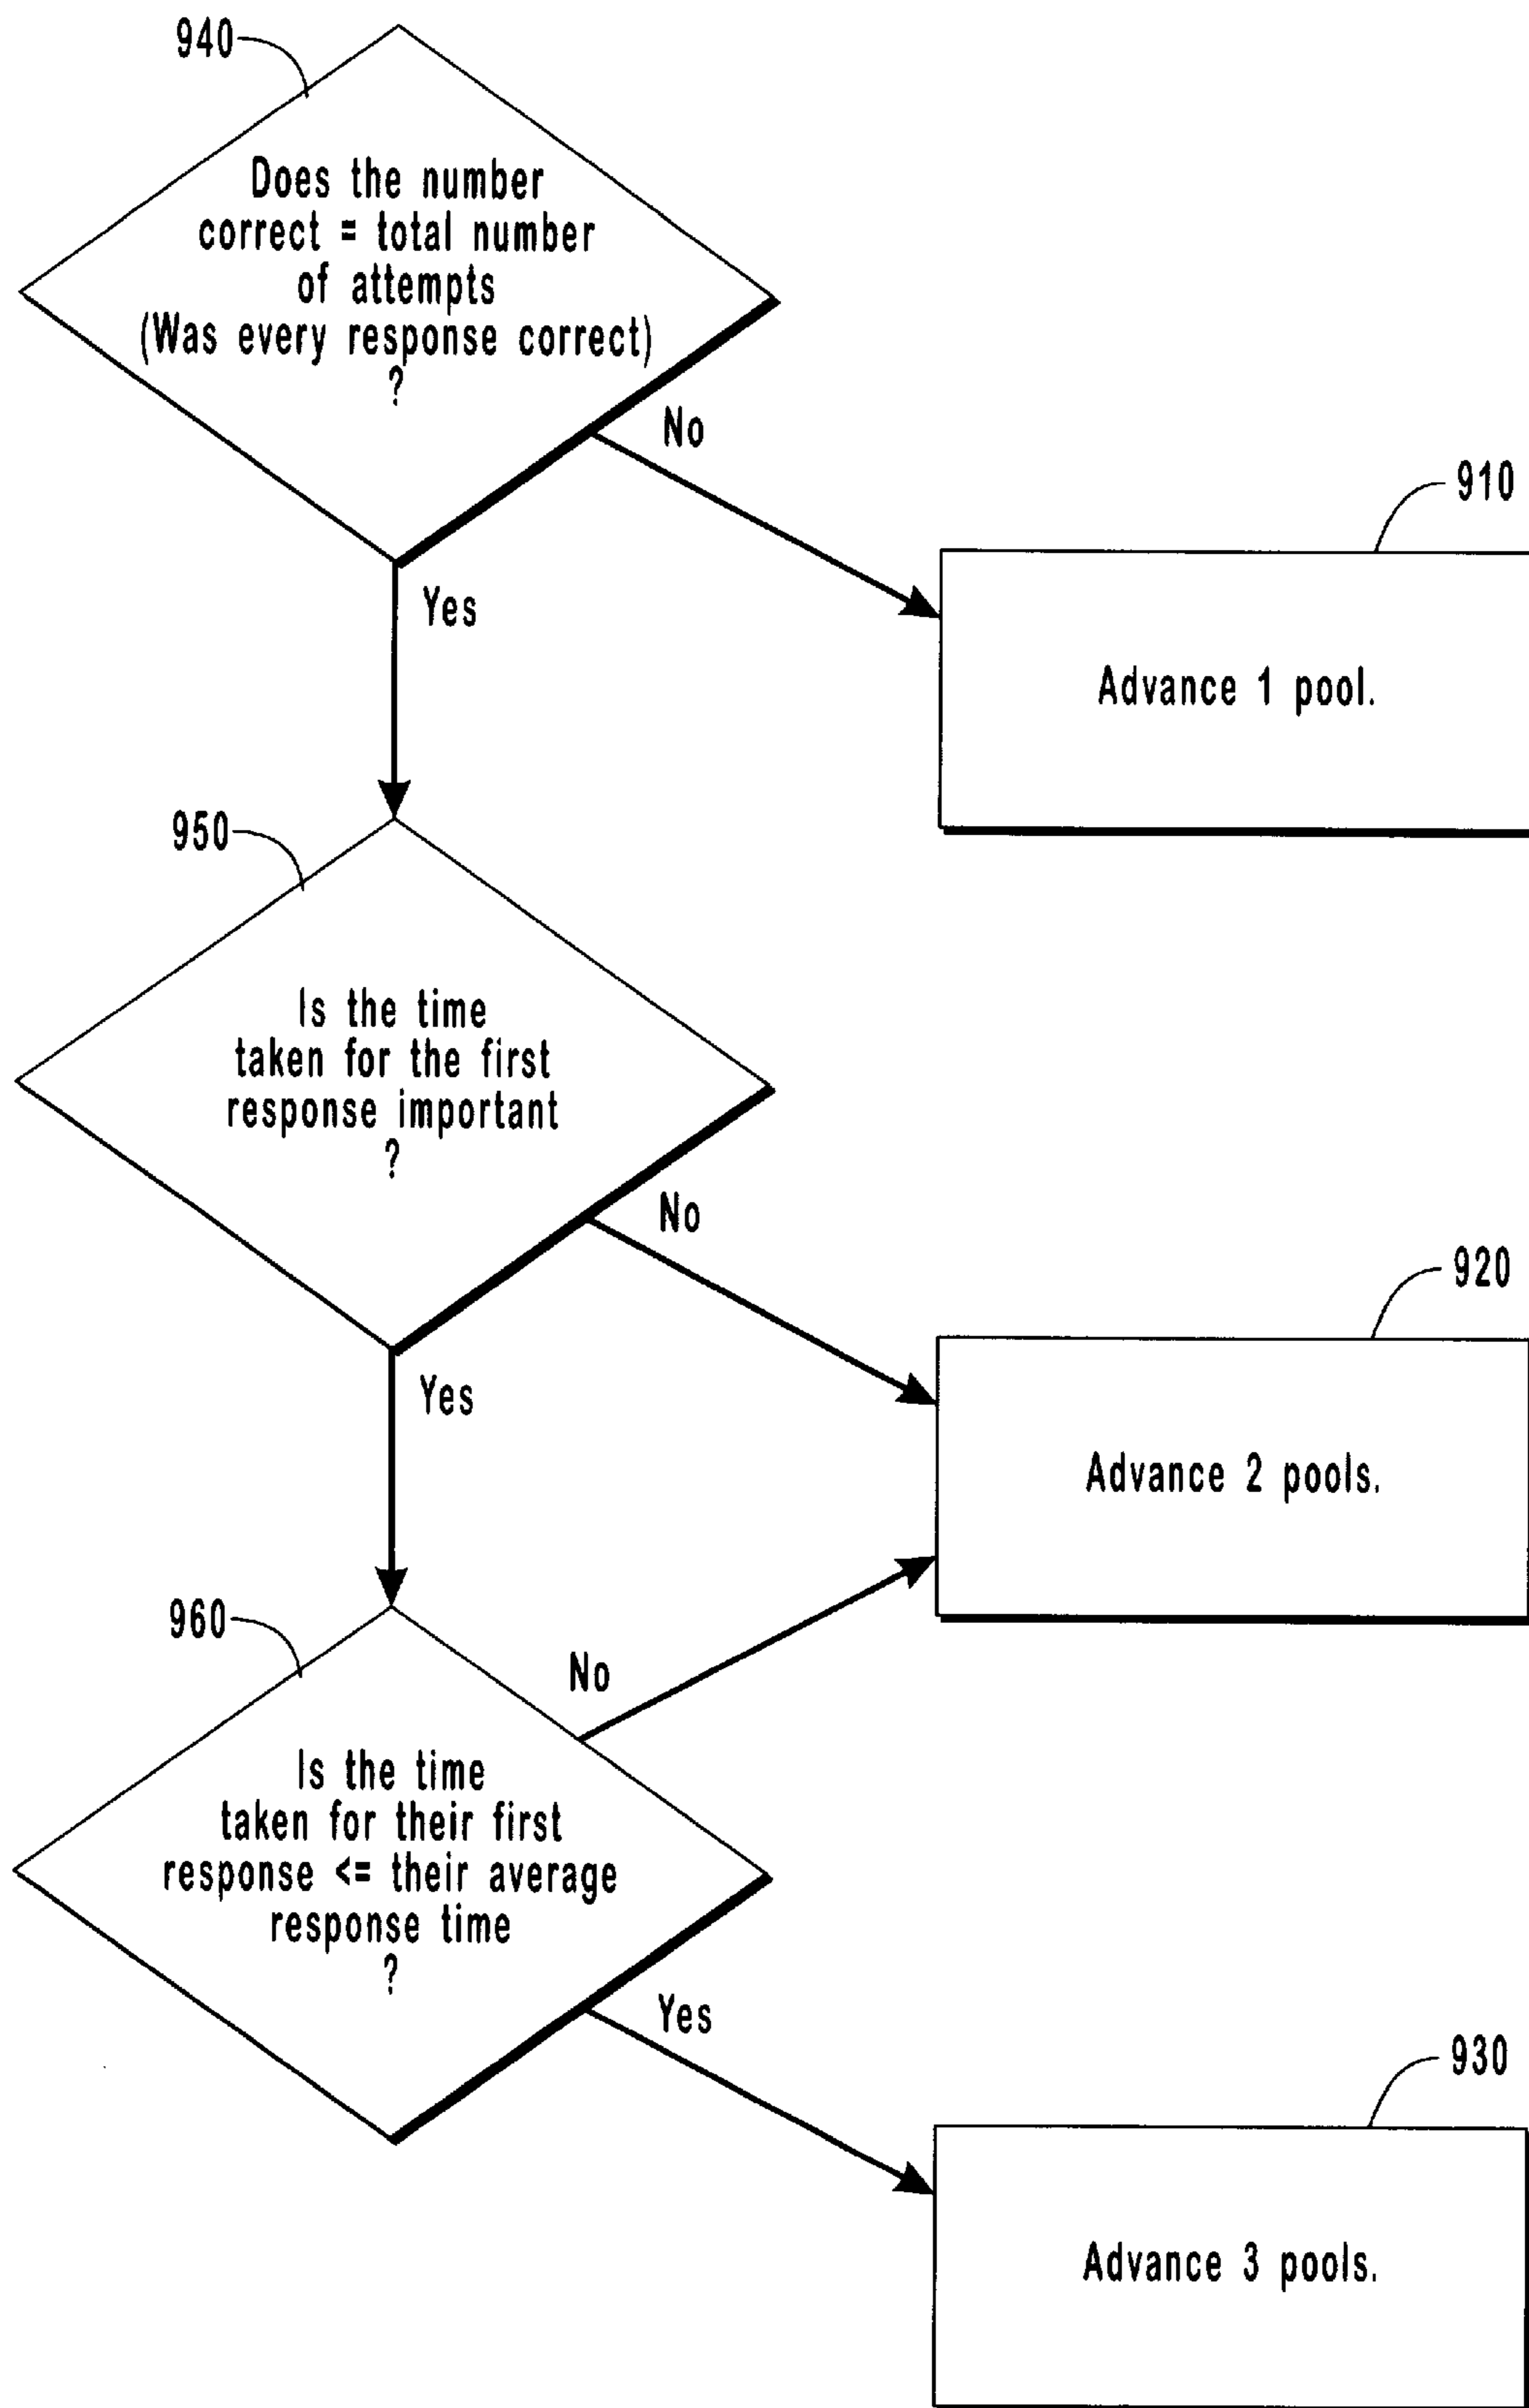 940
Does the number
correct = total number
of attempts
(Was every response correct)
?
No
910
Advance 1 pool.
Yes
950
Is the time
taken for the first
response important
?
No
920
Advance 2 pools.
Yes
960
No
Is the time
taken for their first
response <= their average
response time
?
Yes
930
Advance 3 pools.